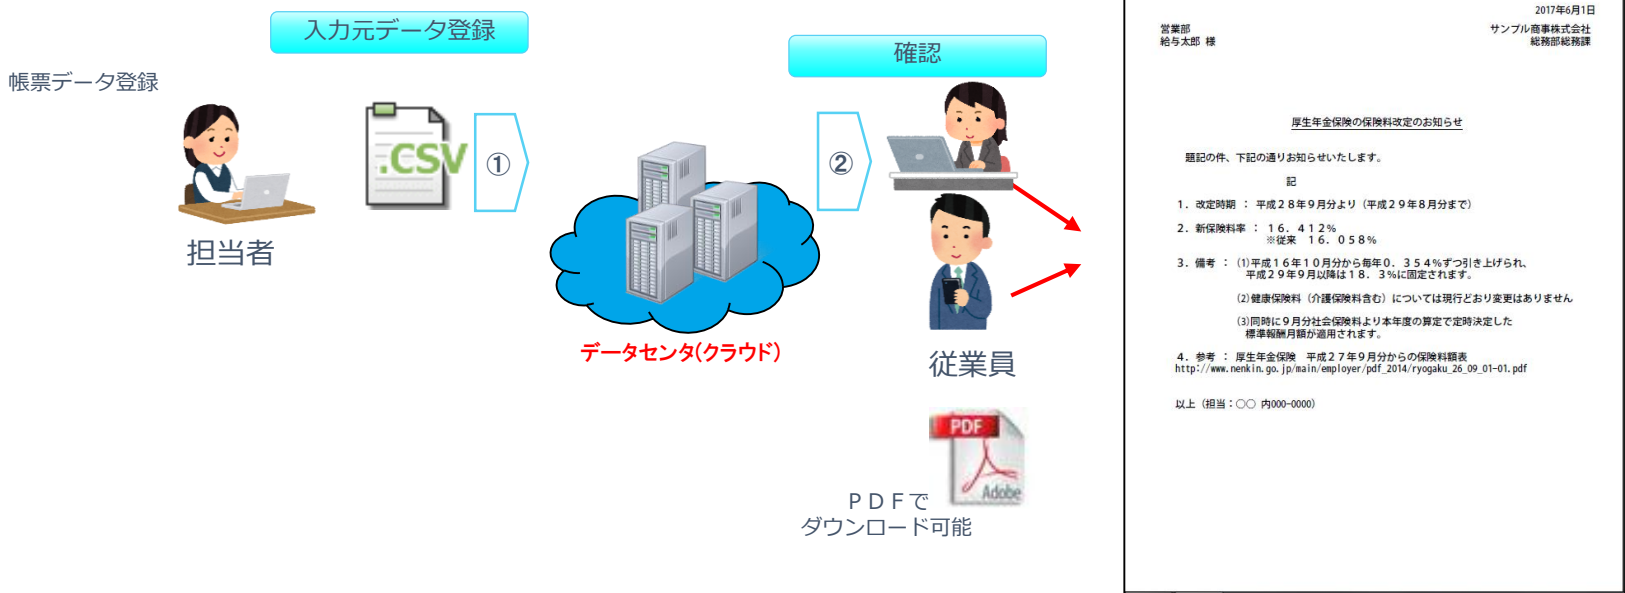 入力元データ登録
帳票データ登録
.CSV
①
担当者
データセンタ(クラウド)
確認
②
従業員
PDF
Adobe
ＰＤＦで
ダウンロード可能
2017年6月1日
営業部
サンプル商事株式会社
給与太郎 様
総務部総務課
厚生年金保険の保険料改定のお知らせ
題記の件、下記の通りお知らせいたします。
記
１．改定時期 ： 平成２８年９月分より（平成２９年８月分まで）
２．新保険料率 ： １６．４１２％
※従来 １６．０５８％
３．備考 ： (1)平成１６年１０月分から毎年０．３５４％ずつ引き上げられ、
平成２９年９月以降は１８．３％に固定されます。
(2)健康保険料（介護保険料含む）については現行どおり変更はありません
(3)同時に９月分社会保険料より本年度の算定で定時決定した
標準報酬月額が適用されます。
４．参考 ： 厚生年金保険 平成２７年９月分からの保険料額表
http://www.nenkin.go.jp/main/employer/pdf_2014/ryogaku_26_09_01-01.pdf
以上（担当：○○ 内000-0000）